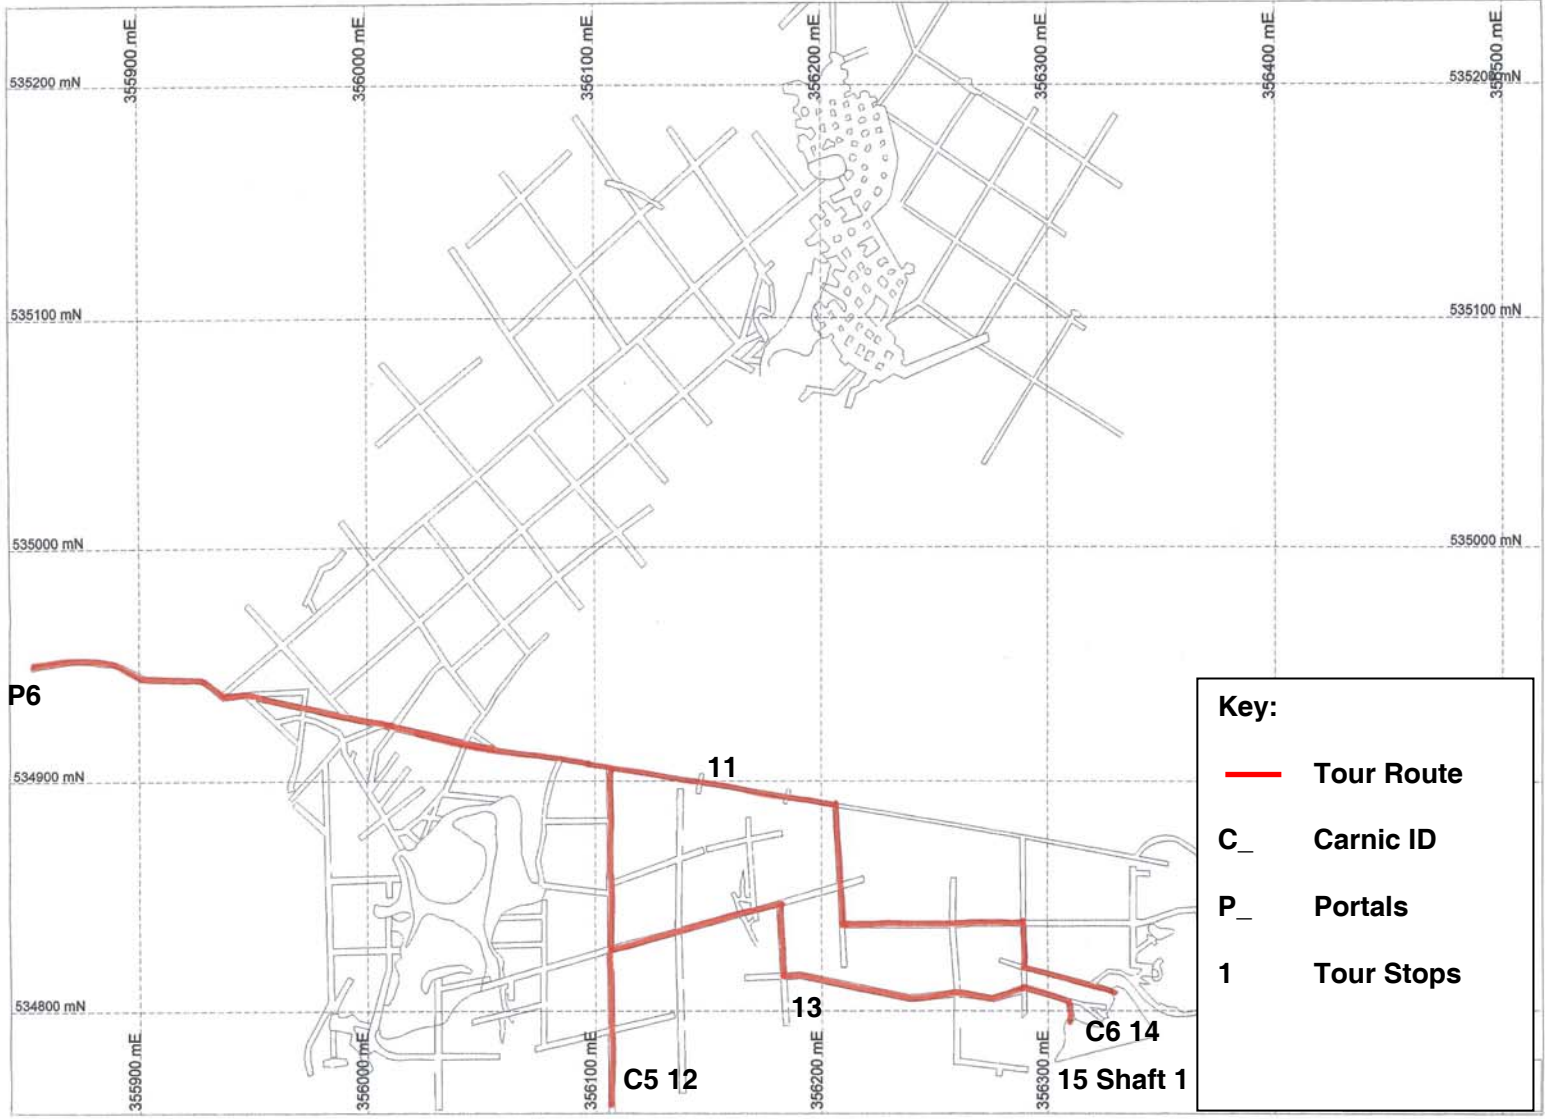 355900 mE
356000 mE
356100 mE
356200 mE
356300 mE
356400 mE
356500 mE
535200 mN
535200 mN
535100 mN
535100 mN
535000 mN
535000 mN
P6
11
534900 mN
13
534800 mN
C6 14
C5 12
15 Shaft 1
355900 mE
356000 mE
356100 mE
356200 mE
356300 mE
Key:
Tour Route
C_ Carnic ID
P_ Portals
1 Tour Stops